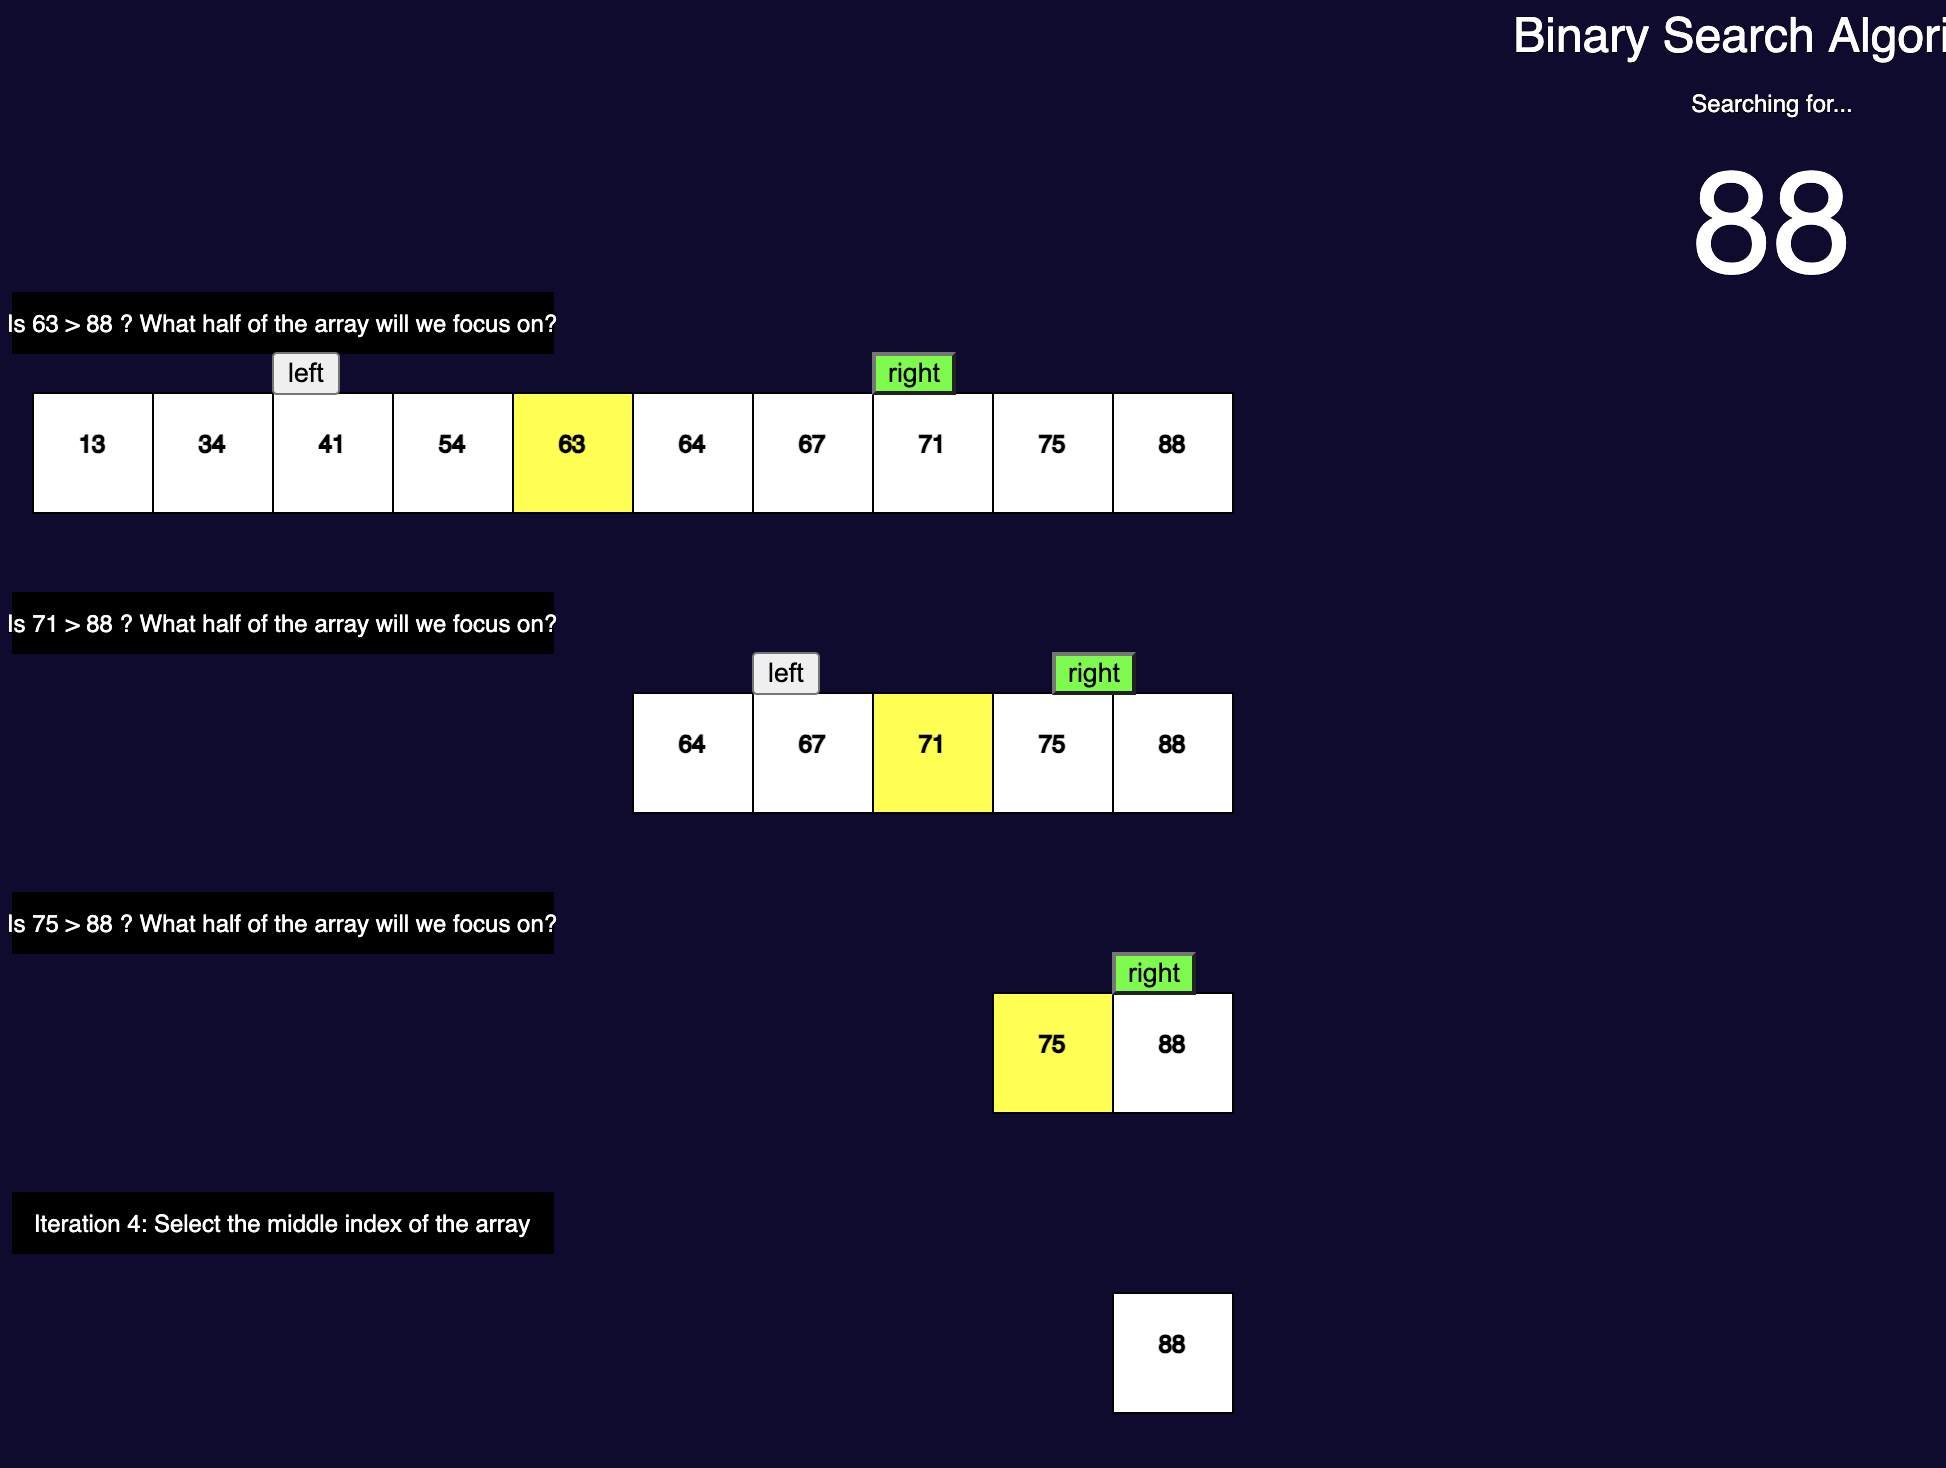 Binary Search Algori
Searching for...
88
Is 63 > 88 ? What half of the array will we focus on?
left right
13 34 41 54 63 64 67 71 75 88
Is 71 > 88 ? What half of the array will we focus on?
left right
64 67 71 75 88
Is 75 > 88 ? What half of the array will we focus on?
right
75 88
Iteration 4: Select the middle index of the array
88